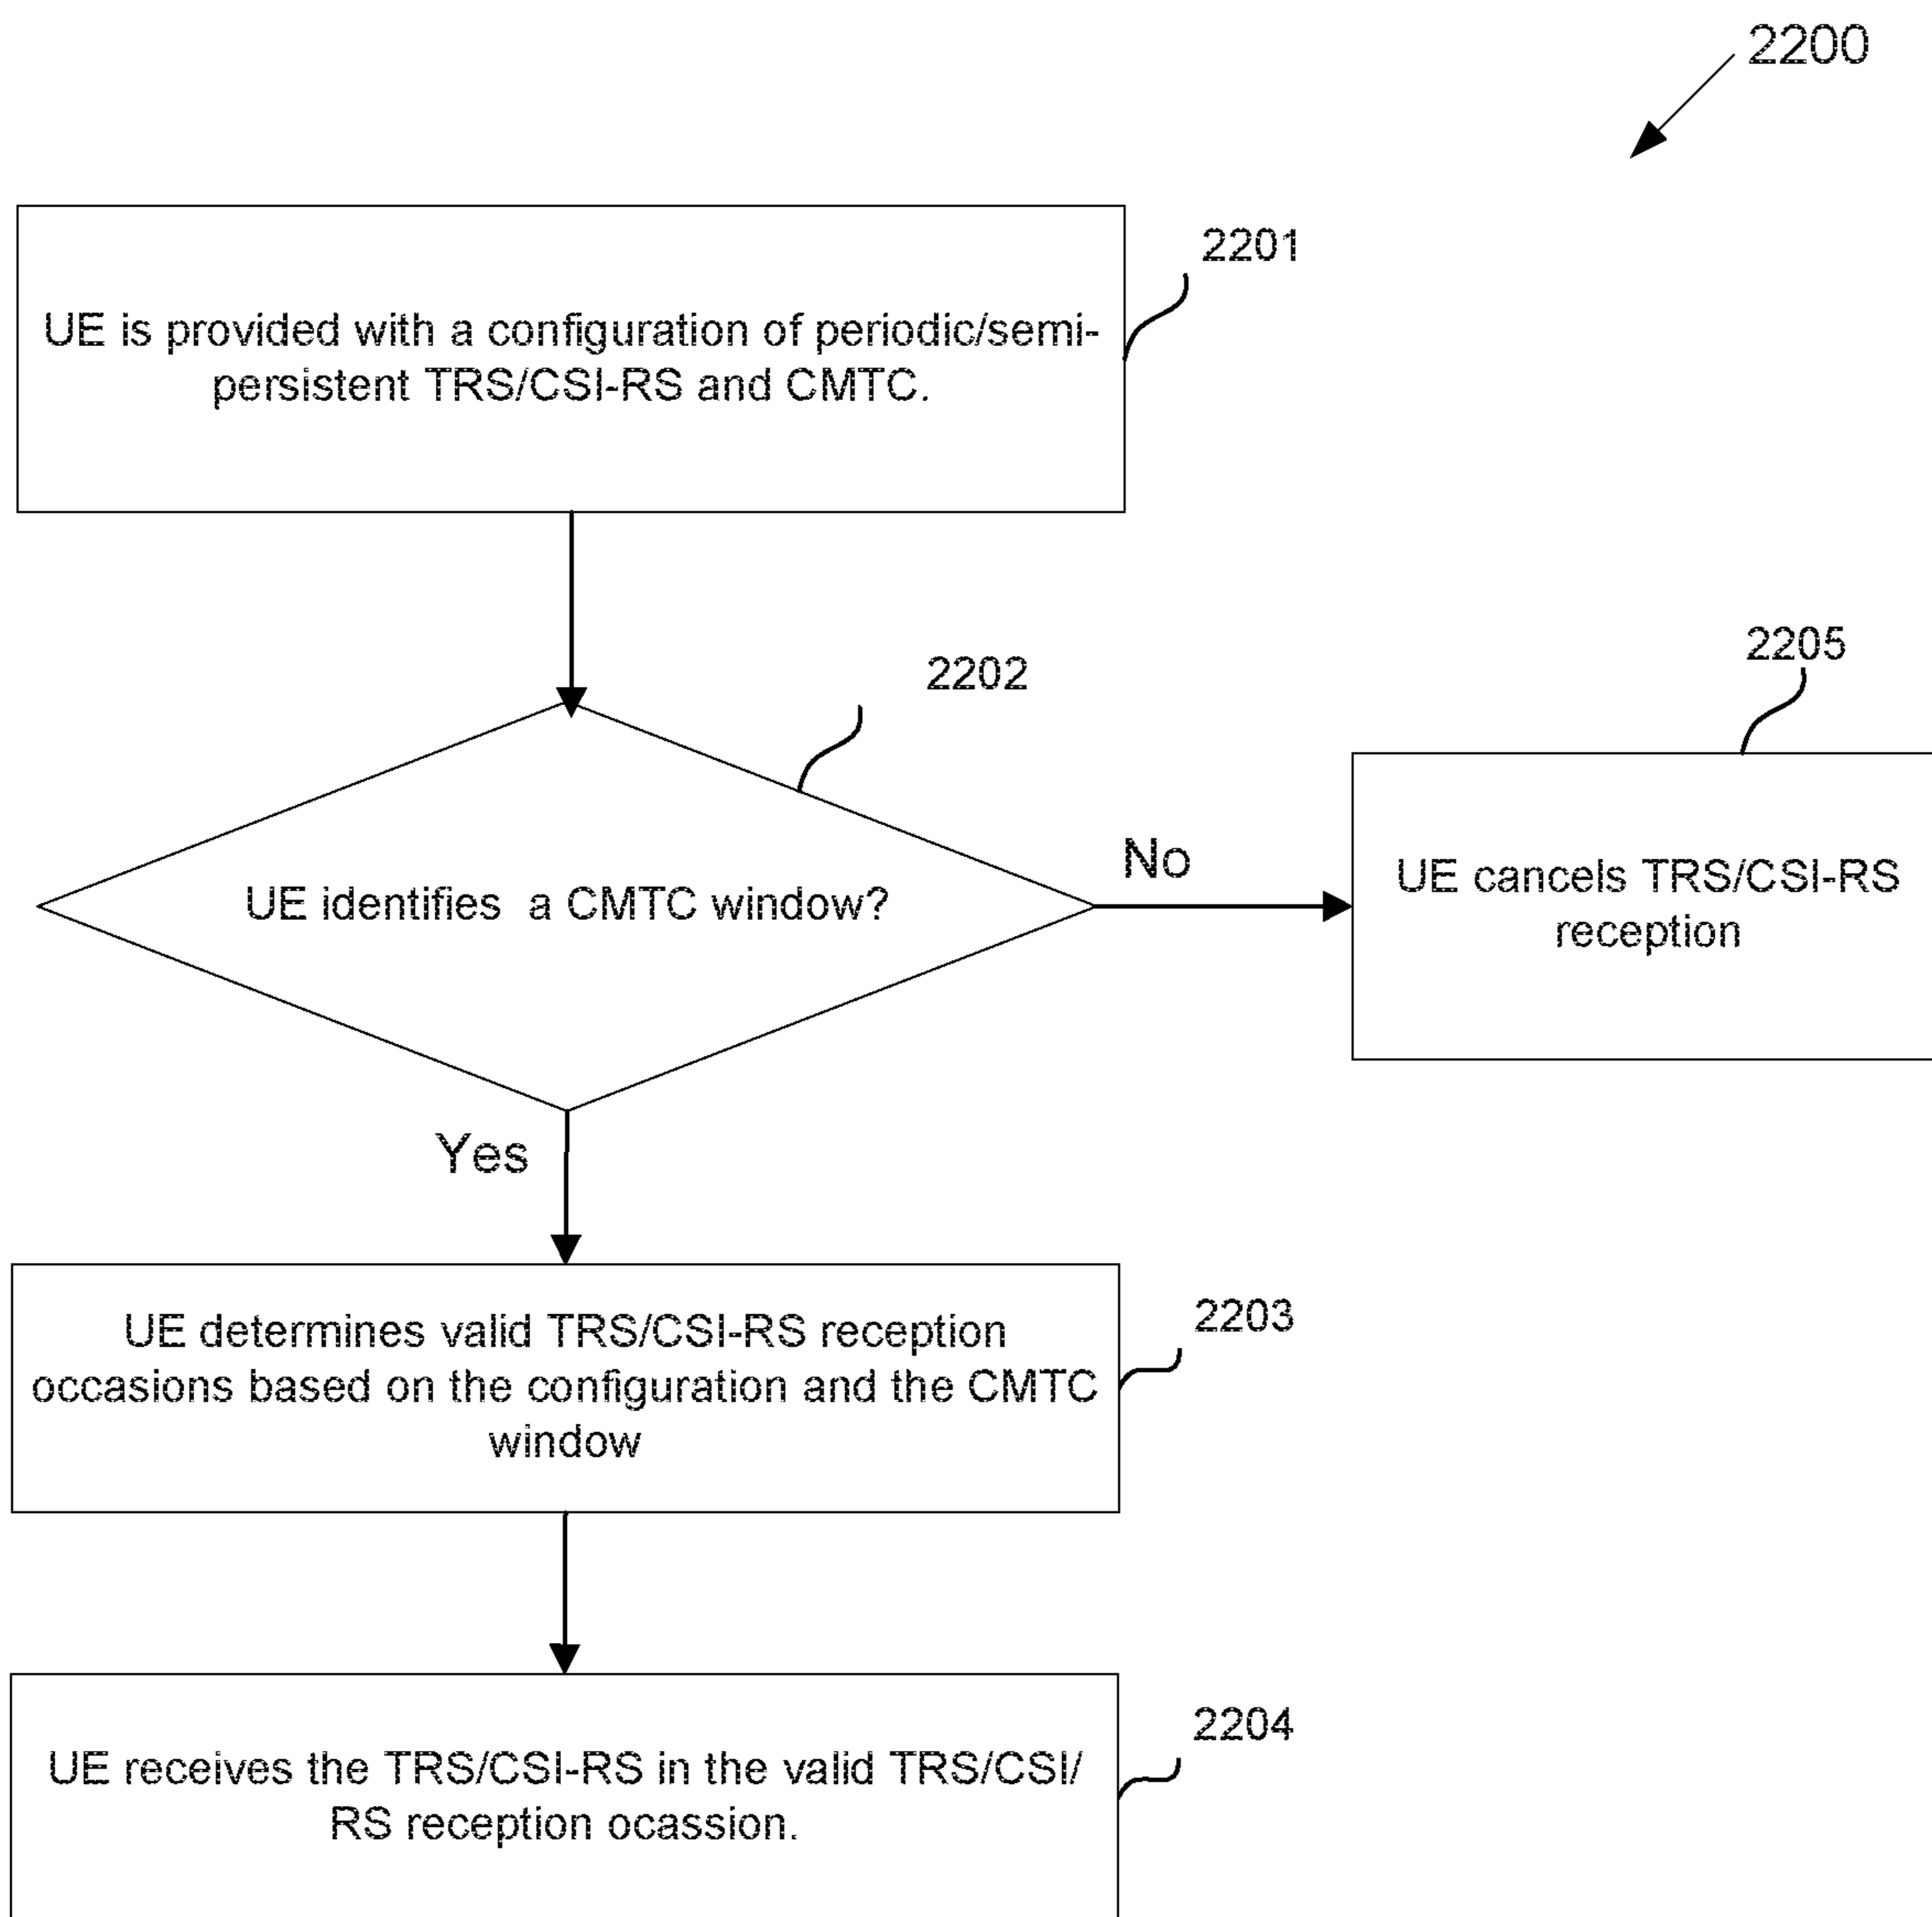 2200
2201
UE is provided with a configuration of periodic/semi-
persistent TRS/CSI-RS and CMTC.
2202
2205
UE identifies a CMTC window?
No
UE cancels TRS/CSI-RS
reception
Yes
2203
UE determines valid TRS/CSI-RS reception
occasions based on the configuration and the CMTC
window
2204
UE receives the TRS/CSI-RS in the valid TRS/CSI/
RS reception ocassion.